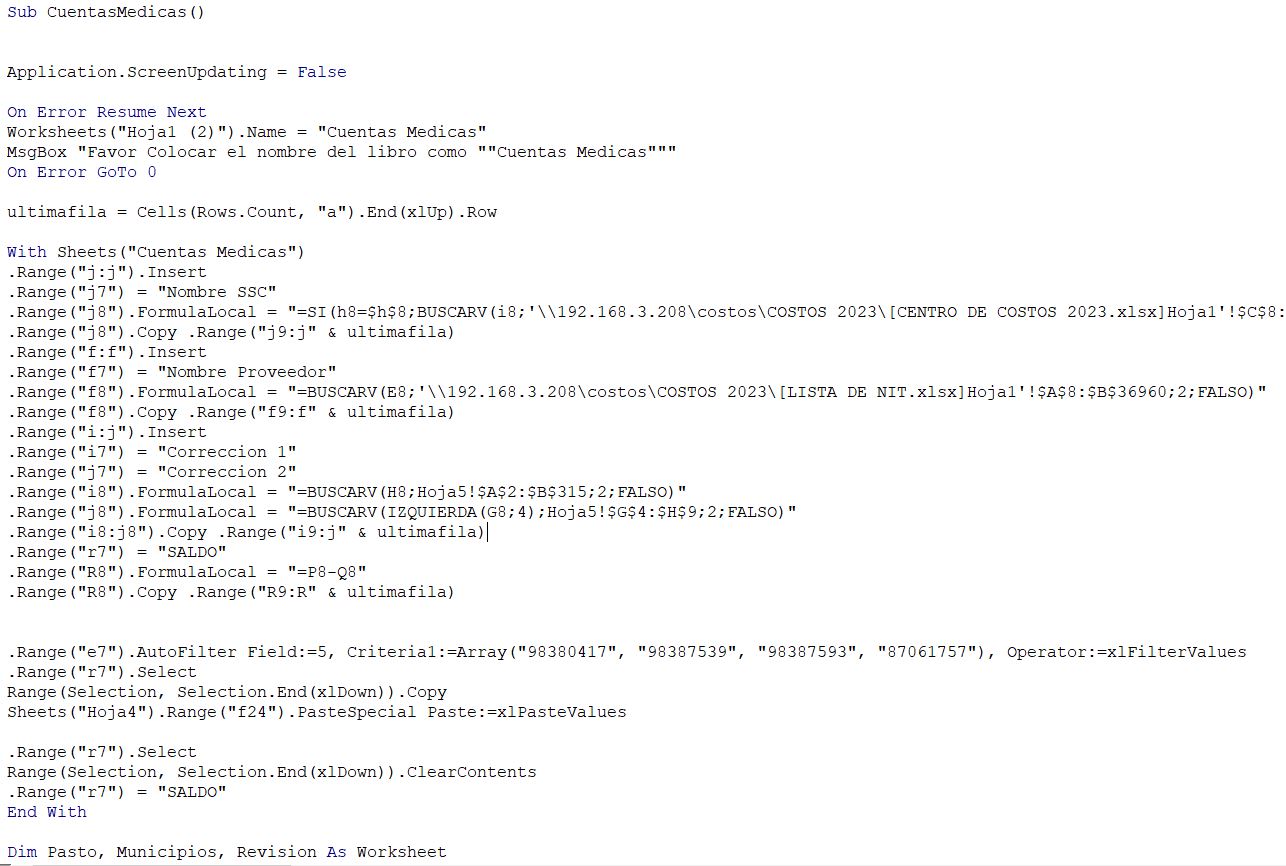 Sub CuentasMedicas()
Application.ScreenUpdating = False
On Error Resume Next
Worksheets("Hoja1 (2)").Name = "Cuentas Medicas"
MsgBox "Favor Colocar el nombre del libro como ""Cuentas Medicas"""
On Error GoTo 0
ultimafila = Cells(Rows.Count, "a").End(xlUp).Row
With Sheets("Cuentas Medicas")
.Range("j:j").Insert
.Range("j7") = "Nombre SSC"
.Range("j8").FormulaLocal = "=SI(h8=$h$8;BUSCARV(i8;'\\192.168.3.208\costos\COSTOS 2023\[CENTRO DE COSTOS 2023.xlsx]Hoja1'!$C$8:
.Range("j8").Copy .Range("j9:j" & ultimafila)
.Range("f:f").Insert
.Range("f7") = "Nombre Proveedor"
.Range("f8").FormulaLocal = "=BUSCARV(E8;'\\192.168.3.208\costos\COSTOS 2023\[LISTA DE NIT.xlsx]Hoja1'!$A$8:$B$36960;2;FALSO)"
.Range("f8").Copy .Range("f9:f" & ultimafila)
.Range("i:j").Insert
.Range("i7") = "Correccion 1"
.Range("j7") = "Correccion 2"
.Range("i8").FormulaLocal = "=BUSCARV(H8;Hoja5!$A$2:$B$315;2;FALSO)"
.Range("j8").FormulaLocal = "=BUSCARV(IZQUIERDA(G8;4);Hoja5!$G$4:$H$9;2;FALSO)"
.Range("i8:j8").Copy .Range("i9:j" & ultimafila)
.Range("r7") = "SALDO"
.Range("R8").FormulaLocal = "=P8-Q8"
.Range("R8").Copy .Range("R9:R" & ultimafila)
.Range("e7").AutoFilter Field:=5, Criteria1:=Array("98380417", "98387539", "98387593", "87061757"), Operator:=xlFilterValues
.Range("r7").Select
Range(Selection, Selection.End(xlDown)).Copy
Sheets("Hoja4").Range("f24").PasteSpecial Paste:=xlPasteValues
.Range("r7").Select
Range(Selection, Selection.End(xlDown)).ClearContents
.Range("r7") = "SALDO"
End With
Dim Pasto, Municipios, Revision As Worksheet